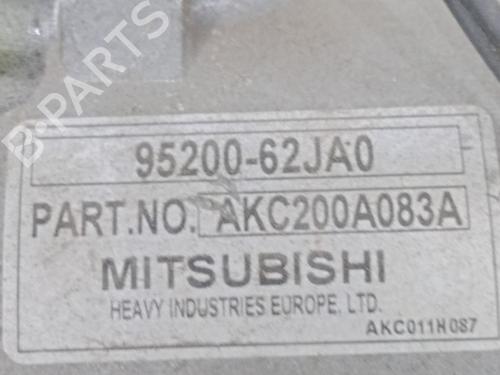 B-PARTS
95200-62JA0
PART.NO. AKC200A083A
MITSUBISHI
HEAVY INDUSTRIES EUROPE, LTD.
AKC011H087